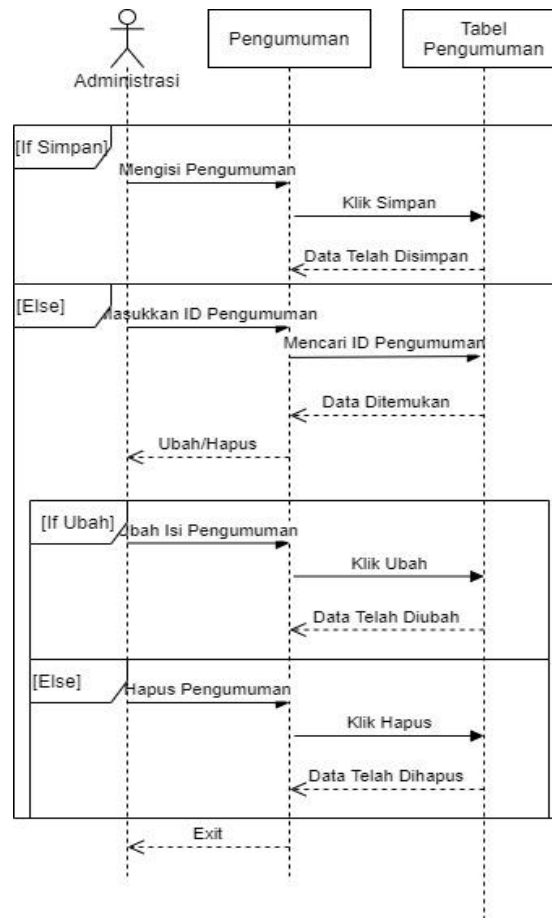 Administrasi
Pengumuman
Tabel
Pengumuman
[If Simpan]
Mengisi Pengumuman
Klik Simpan
Data Telah Disimpan
[Else]
Masukkan ID Pengumuman
Mencari ID Pengumuman
Data Ditemukan
Ubah/Hapus
[If Ubah]
Ubah Isi Pengumuman
Klik Ubah
Data Telah Diubah
[Else]
Hapus Pengumuman
Klik Hapus
Data Telah Dihapus
Exit